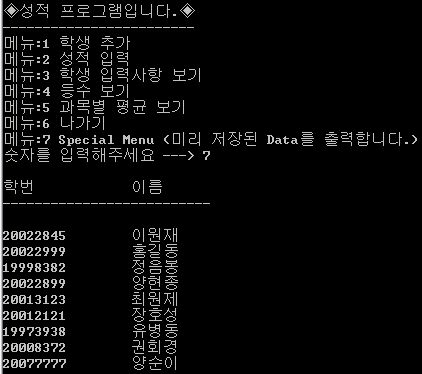 ◈성적 프로그램입니다.◈
---------------------------
메뉴:1 학생 추가
메뉴:2 성적 입력
메뉴:3 학생 입력사항 보기
메뉴:4 등수 보기
메뉴:5 과목별 평균 보기
메뉴:6 나가기
메뉴:7 Special Menu (미리 저장된 Data를 출력합니다.)
숫자를 입력해주세요 ---> 7
학번 이름
---------------------------
20022845 이원재
20022999 홍길동
19998382 정음봉
20022899 양현종
20013123 최원제
20012121 장호성
19973938 유병동
20008372 권회경
20077777 양순이